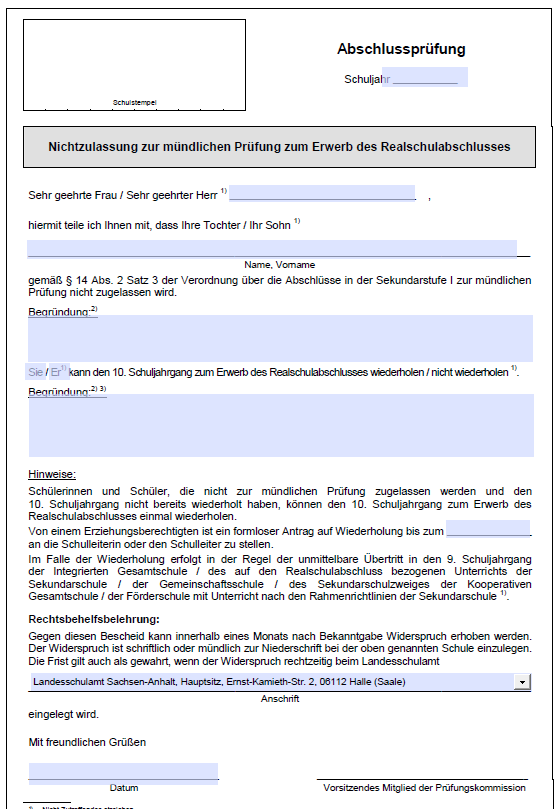 Schulstempel
Abschlussprüfung
Schuljahr ___________
Nichtzulassung zur mündlichen Prüfung zum Erwerb des Realschulabschlusses
Sehr geehrte Frau / Sehr geehrter Herr 1) ,
hiermit teile ich Ihnen mit, dass Ihre Tochter / Ihr Sohn 1)
Name, Vorname
gemäß § 14 Abs. 2 Satz 3 der Verordnung über die Abschlüsse in der Sekundarstufe I zur mündlichen
Prüfung nicht zugelassen wird.
Begründung:2)
Sie / Er1) kann den 10. Schuljahrgang zum Erwerb des Realschulabschlusses wiederholen / nicht wiederholen 1).
Begründung:2) 3)
Hinweise:
Schülerinnen und Schüler, die nicht zur mündlichen Prüfung zugelassen werden und den
10. Schuljahrgang nicht bereits wiederholt haben, können den 10. Schuljahrgang zum Erwerb des
Realschulabschlusses einmal wiederholen.
Von einem Erziehungsberechtigten ist ein formloser Antrag auf Wiederholung bis zum
an die Schulleiterin oder den Schulleiter zu stellen.
Im Falle der Wiederholung erfolgt in der Regel der unmittelbare Übertritt in den 9. Schuljahrgang
der Integrierten Gesamtschule / des auf den Realschulabschluss bezogenen Unterrichts der
Sekundarschule / der Gemeinschaftsschule / des Sekundarschulzweiges der Kooperativen
Gesamtschule / der Förderschule mit Unterricht nach den Rahmenrichtlinien der Sekundarschule 1).
Rechtsbehelfsbelehrung:
Gegen diesen Bescheid kann innerhalb eines Monats nach Bekanntgabe Widerspruch erhoben werden.
Der Widerspruch ist schriftlich oder mündlich zur Niederschrift bei der oben genannten Schule einzulegen.
Die Frist gilt auch als gewahrt, wenn der Widerspruch rechtzeitig beim Landesschulamt
Landesschulamt Sachsen-Anhalt, Hauptsitz, Ernst-Kamieth-Str. 2, 06112 Halle (Saale)
Anschrift
eingelegt wird.
Mit freundlichen Grüßen
Datum
Vorsitzendes Mitglied der Prüfungskommission